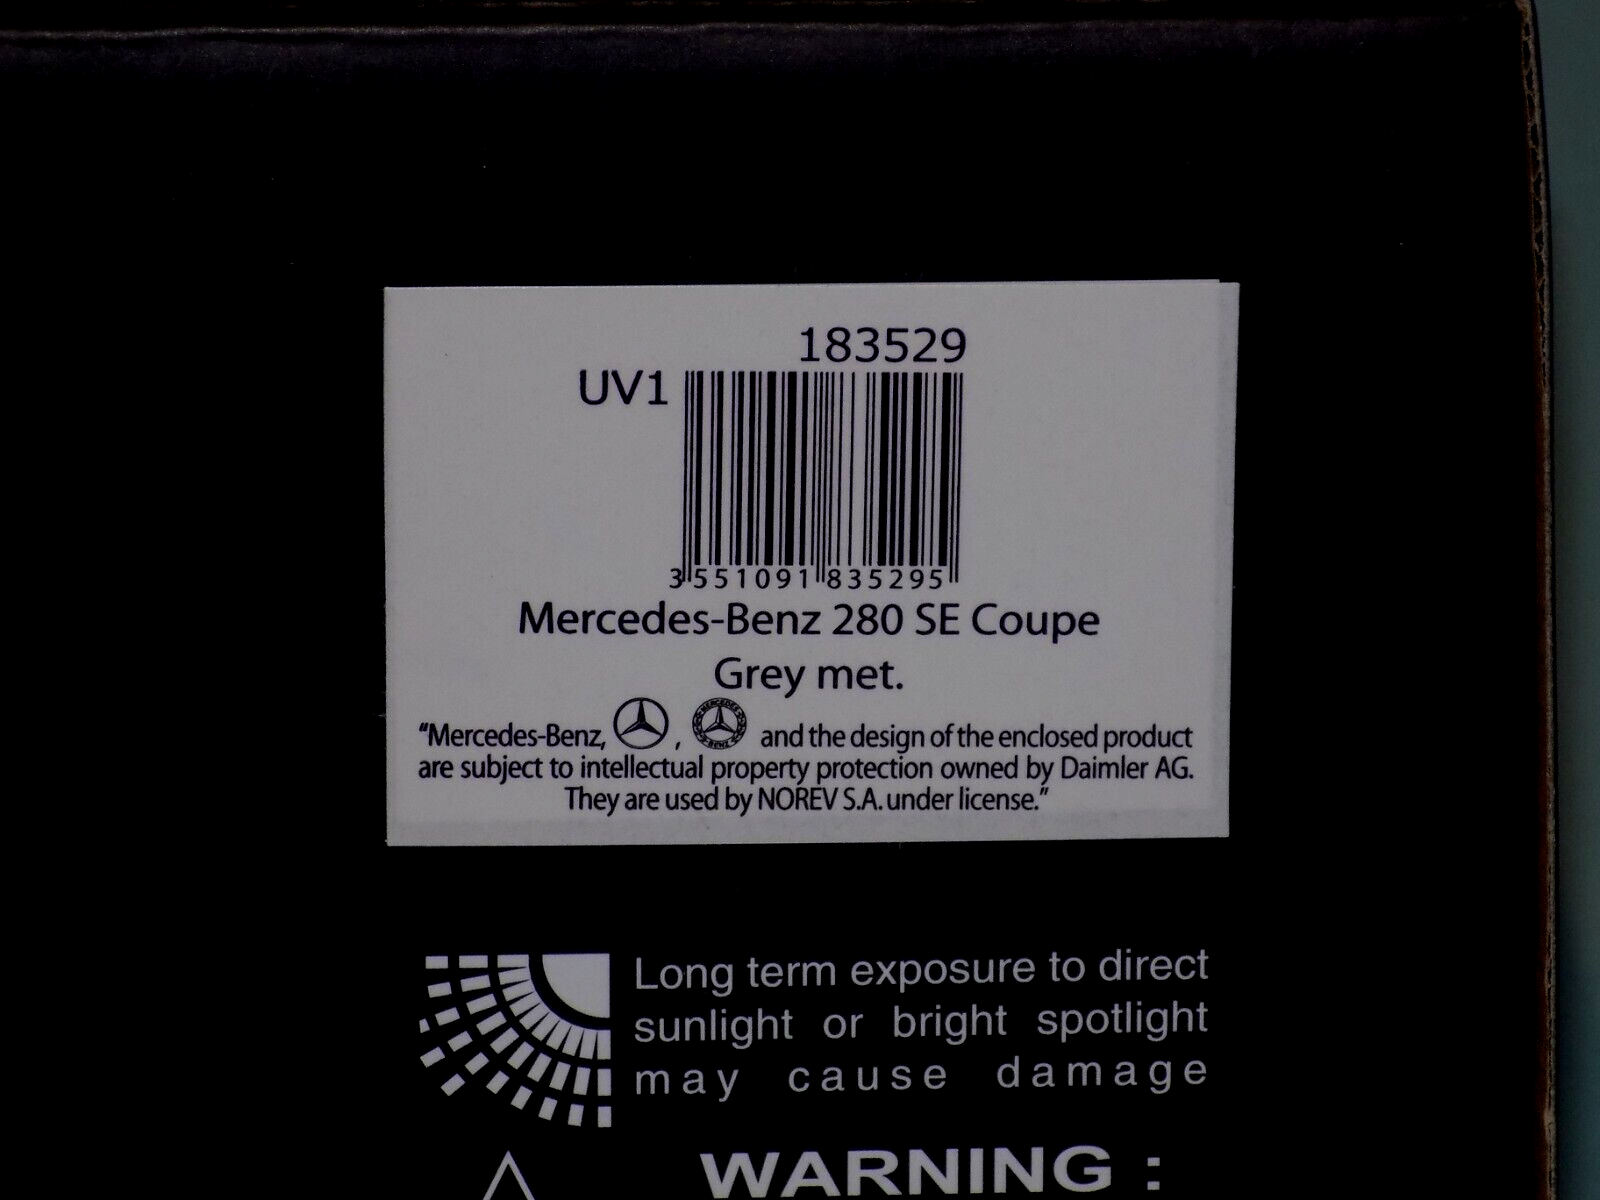 183529
UV1
3 551091 835295
Mercedes-Benz 280 SE Coupe
Grey met.
“Mercedes-Benz, , MERCEDES BENZ and the design of the enclosed product
are subject to intellectual property protection owned by Daimler AG.
They are used by NOREV S.A. under license.”
Long term exposure to direct
sunlight or bright spotlight
may cause damage
WARNING :